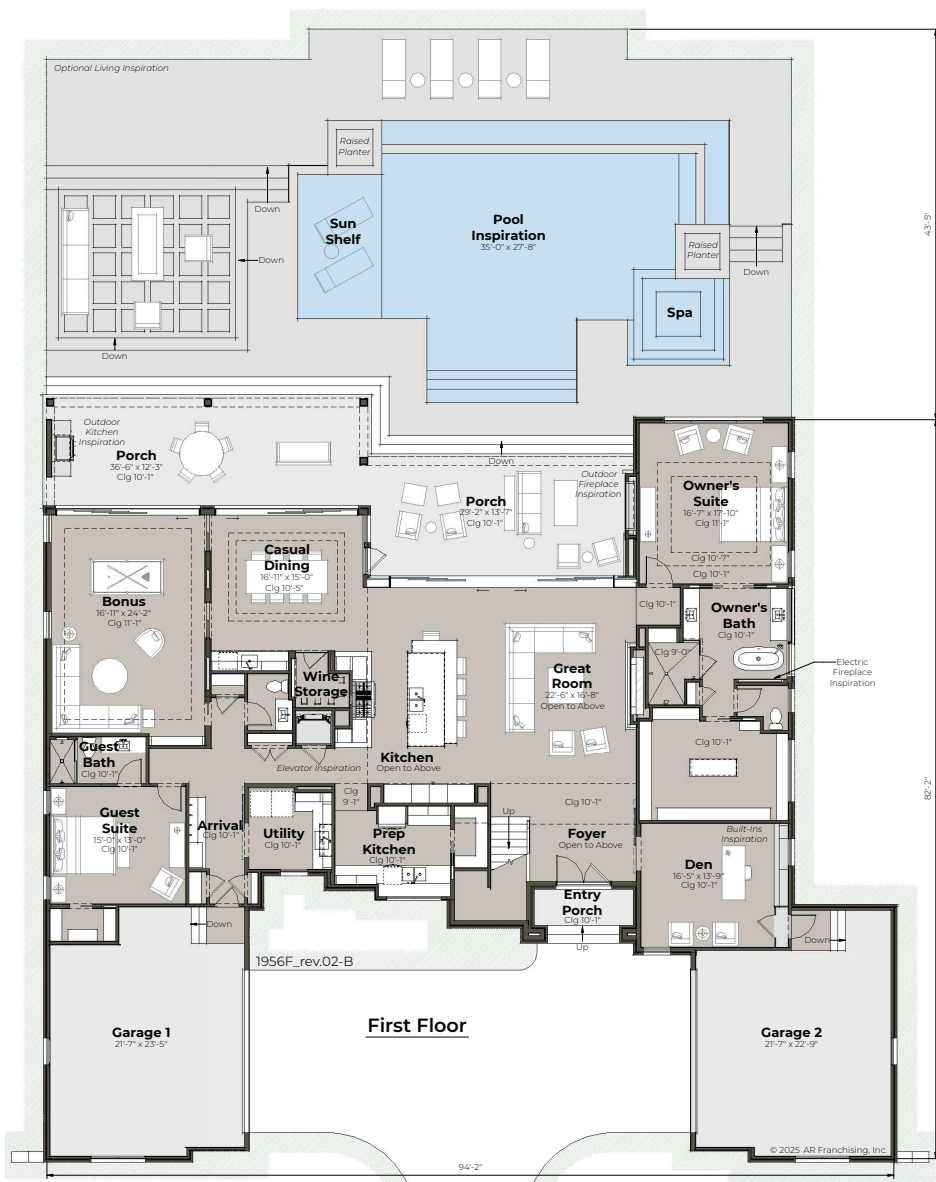 Optional Living Inspiration
Raised
Planter
Down
Sun
Shelf
Pool
Inspiration
35'-0" x 27'-8"
43'-5"
Raised
Planter
Down
Down
Spa
Down
Outdoor
Kitchen
Inspiration
Porch
36'-6" x 12'-3"
Clg 10'-1"
Down
Outdoor
Fireplace
Inspiration
Porch
29'-2" x 13'-7"
Clg 10'-1"
Owner's
Suite
16'-7" x 17'-10"
Clg 11'-1"
Clg 10'-7"
Clg 10'-1"
Casual
Dining
16'-11" x 15'-0"
Clg 10'-5"
Bonus
16'-11" x 24'-2"
Clg 11'-1"
Clg 10'-1"
Owner's
Bath
Clg 10'-1"
Clg 9'-0"
Electric
Fireplace
Inspiration
Wine
Storage
Great
Room
22'-6" x 16'-8"
Open to Above
Guest
Bath
Clg 10'-1"
Elevator Inspiration
Kitchen
Open to Above
Clg 10'-1"
82'-2"
Clg
9'-1"
Clg 10'-1"
Guest
Suite
15'-0" x 13'-0"
Clg 10'-1"
Arrival
Clg 10'-1"
Utility
Clg 10'-1"
Prep
Kitchen
Clg 10'-1"
Up
Foyer
Open to Above
Built-Ins
Inspiration
Den
16'-5" x 13'-9"
Clg 10'-1"
Entry
Porch
Clg 10'-1"
Down
Up
Down
1956F_rev.02-B
First Floor
Garage 1
21'-7" x 23'-5"
Garage 2
21'-7" x 22'-9"
© 2025 AR Franchising, Inc.
94'-2"